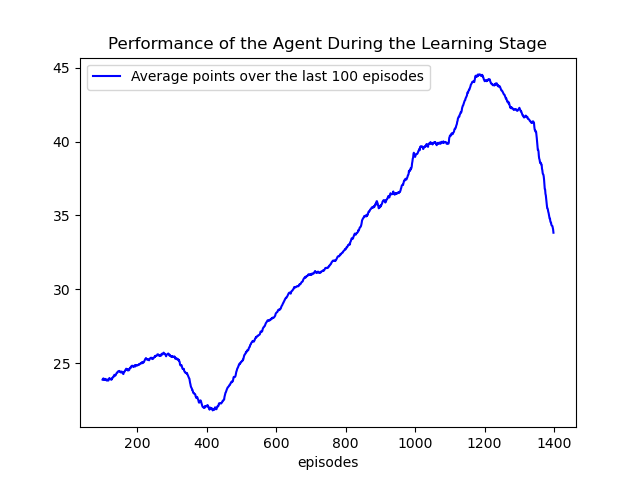 Performance of the Agent During the Learning Stage
Average points over the last 100 episodes
45
40
35
30
25
200 400 600 800 1000 1200 1400
episodes